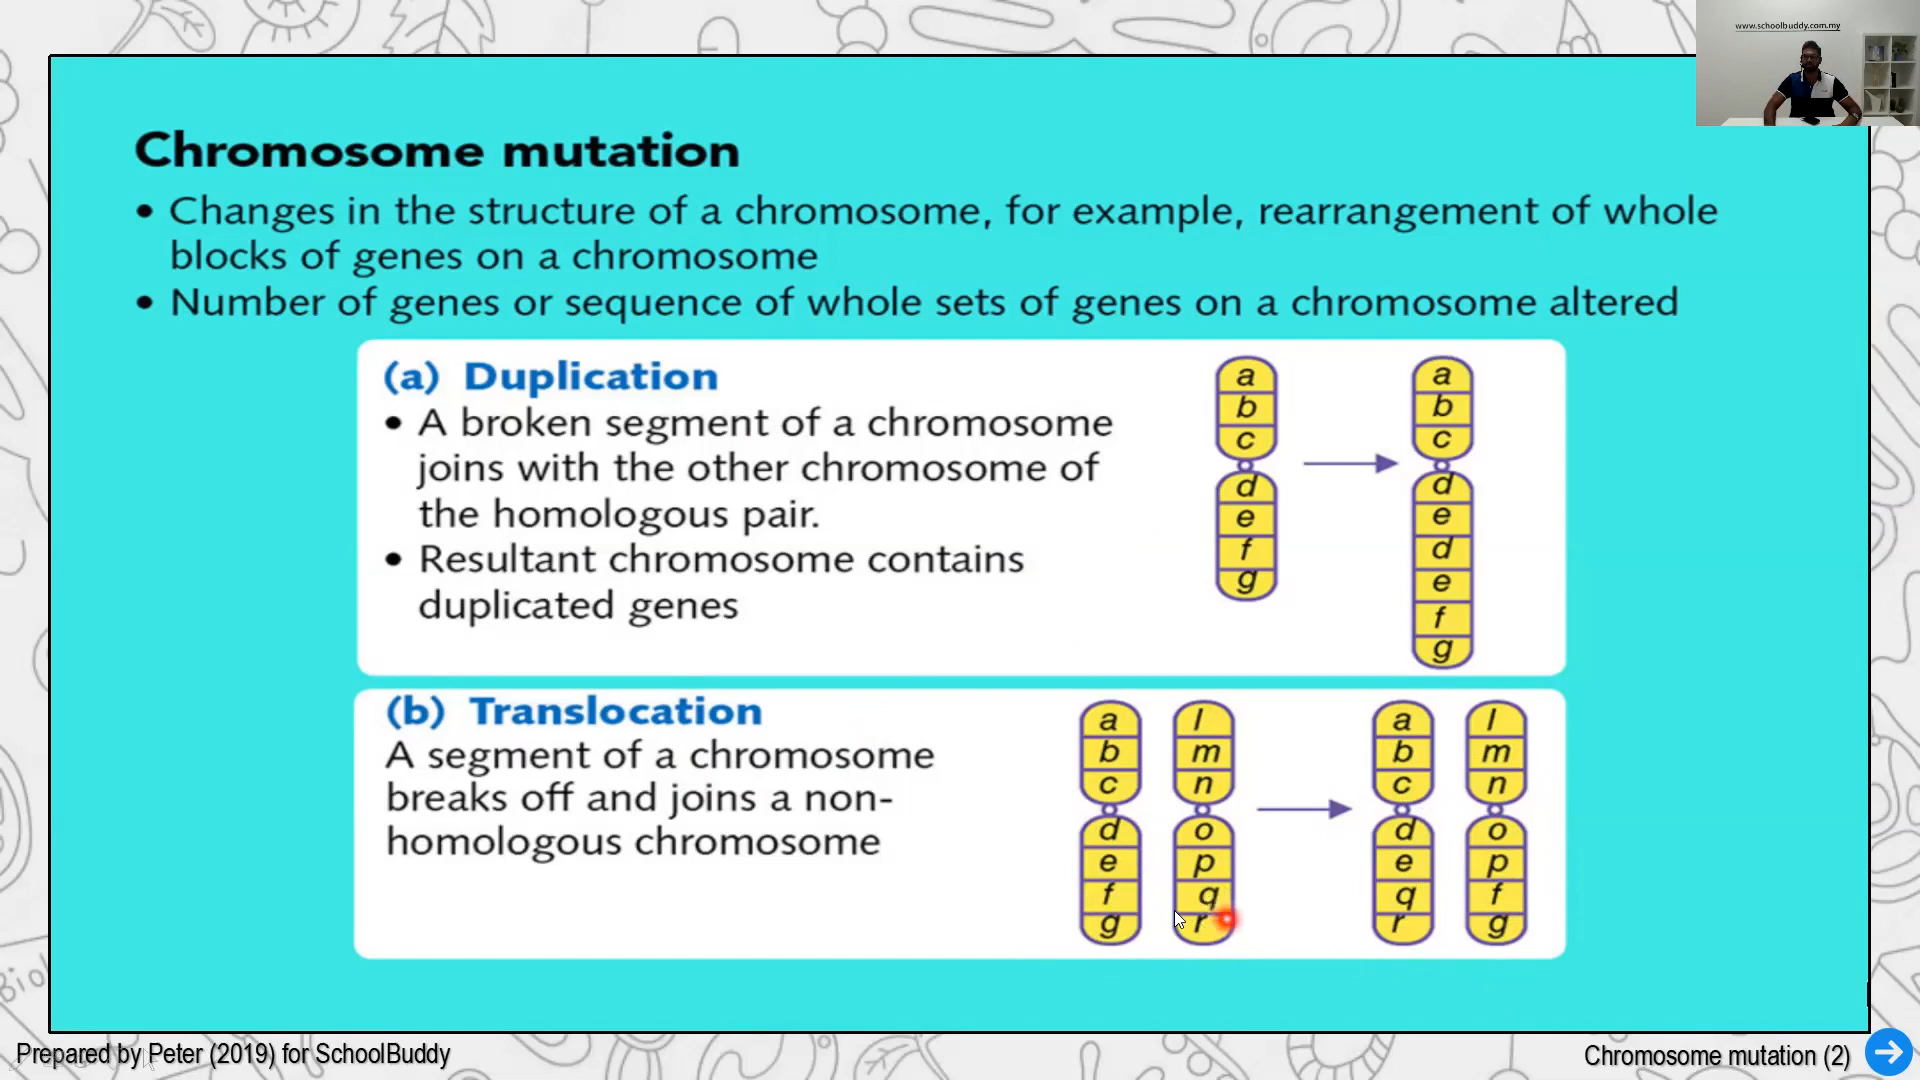 www.schoolbuddy.com.my
Chromosome mutation
• Changes in the structure of a chromosome, for example, rearrangement of whole
blocks of genes on a chromosome
• Number of genes or sequence of whole sets of genes on a chromosome altered
(a) Duplication
• A broken segment of a chromosome
joins with the other chromosome of
the homologous pair.
• Resultant chromosome contains
duplicated genes
a a
b b
c c
d d
e e
f d
g e
f
g
(b) Translocation
A segment of a chromosome
breaks off and joins a non-
homologous chromosome
a l a l
b m b m
c n c n
d o d o
e p e p
f q q f
g r r g
Biol
Prepared by Peter (2019) for SchoolBuddy
Chromosome mutation (2)